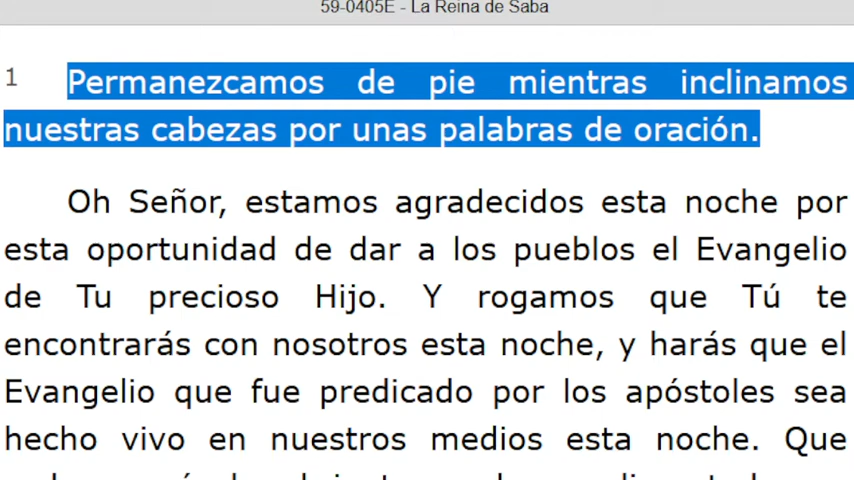 59-0405E - La Reina de Saba
1 Permanezcamos de pie mientras inclinamos
nuestras cabezas por unas palabras de oración.
Oh Señor, estamos agradecidos esta noche por
esta oportunidad de dar a los pueblos el Evangelio
de Tu precioso Hijo. Y rogamos que Tú te
encontrarás con nosotros esta noche, y harás que el
Evangelio que fue predicado por los apóstoles sea
hecho vivo en nuestros medios esta noche. Que